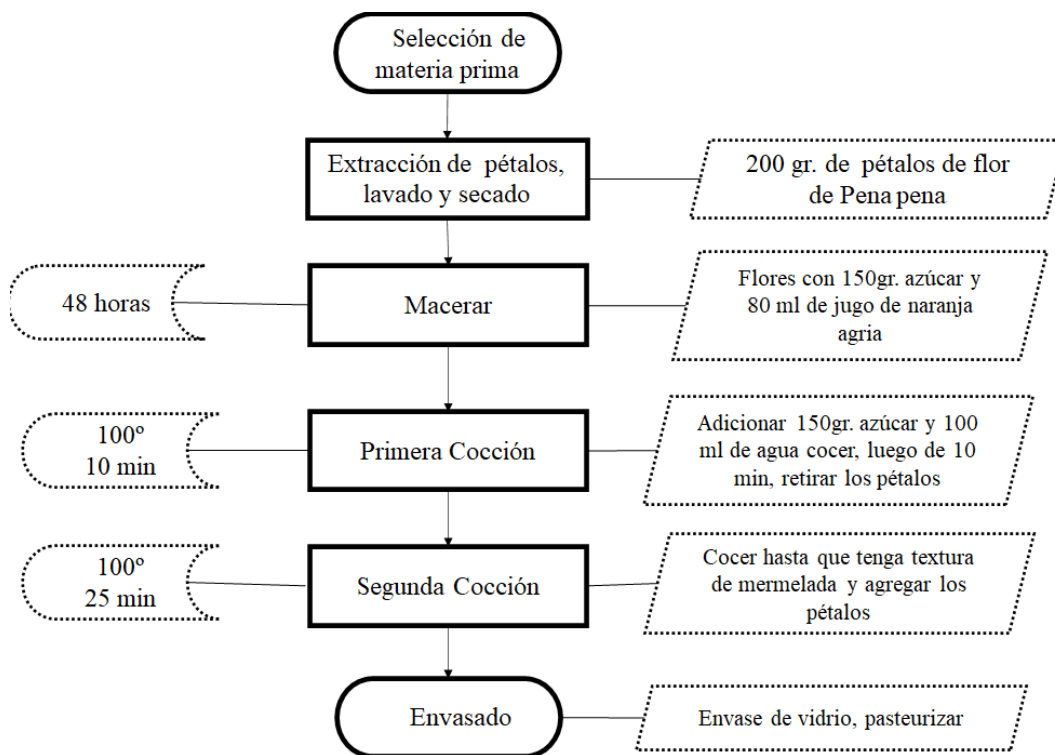 Selección de
materia prima
Extracción de pétalos,
lavado y secado
200 gr. de pétalos de flor
de Pena pena
48 horas
Macerar
Flores con 150gr. azúcar y
80 ml de jugo de naranja
agria
100º
10 min
Primera Cocción
Adicionar 150gr. azúcar y 100
ml de agua cocer, luego de 10
min, retirar los pétalos
100º
25 min
Segunda Cocción
Cocer hasta que tenga textura
de mermelada y agregar los
pétalos
Envasado
Envase de vidrio, pasteurizar